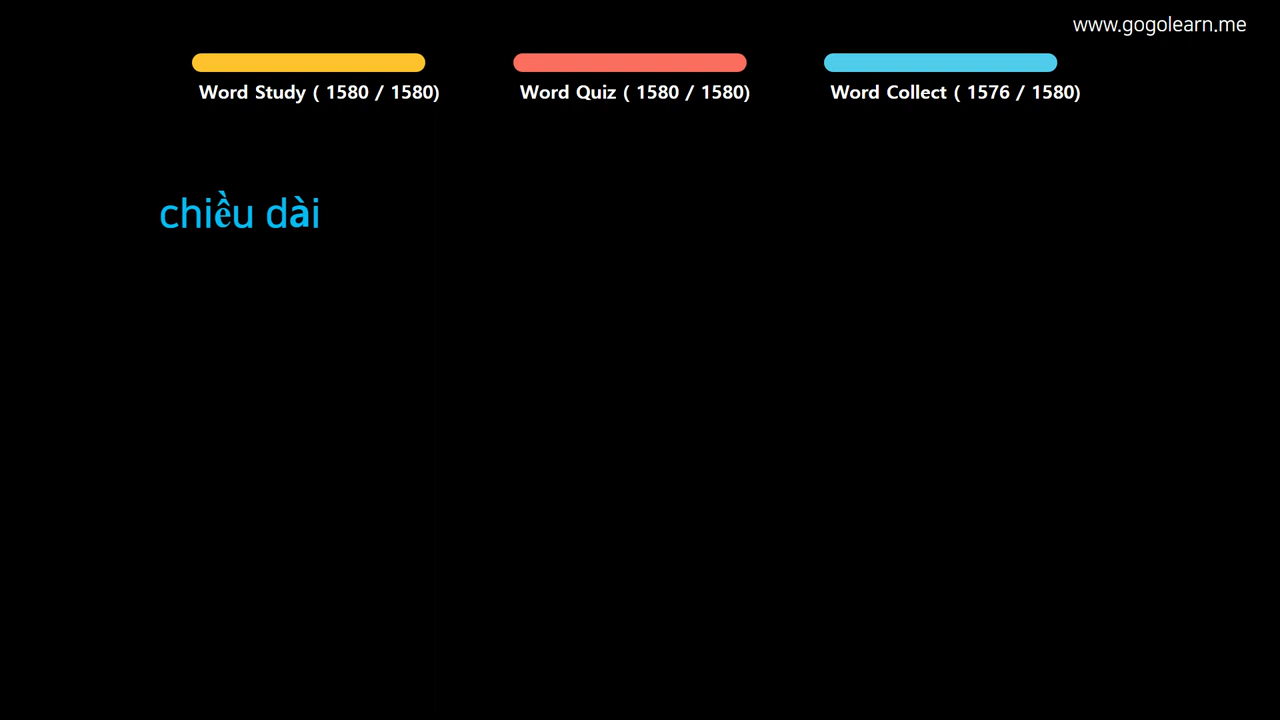 www.gogolearn.me
Word Study ( 1580 / 1580)
Word Quiz ( 1580 / 1580)
Word Collect ( 1576 / 1580)
chiều dài